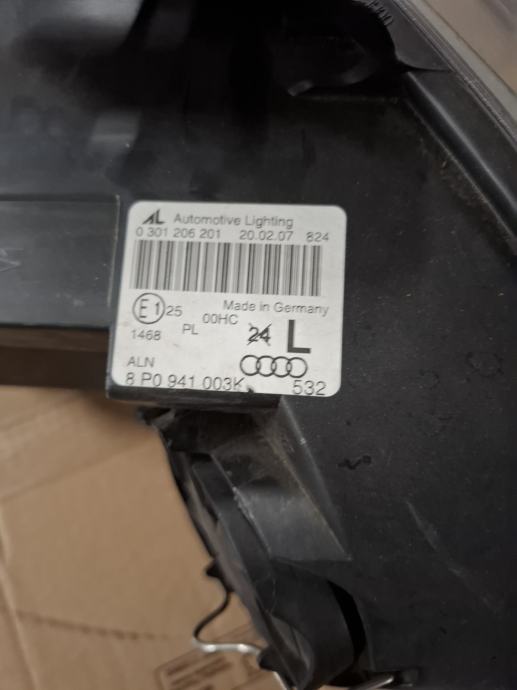 AL Automotive Lighting
0 301 206 201 20.02.07 824
Made in Germany
E1 25 00HC 24 L
1468 PL
ALN
8 P0 941 003K 532